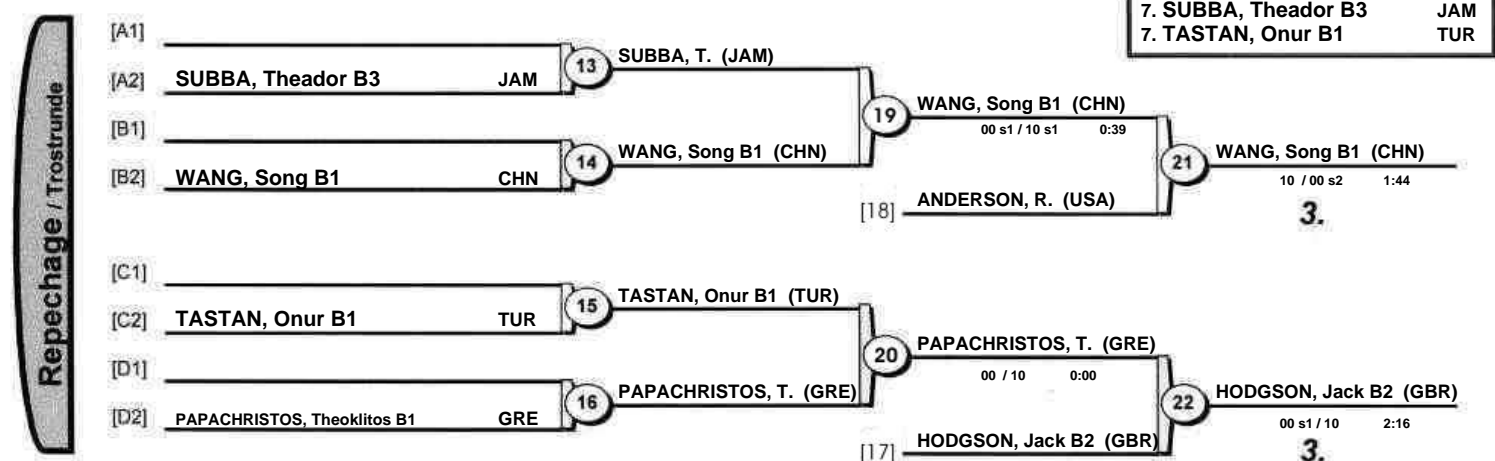 7. SUBBA, Theador B3 JAM
7. TASTAN, Onur B1 TUR
Repechage / Trostrunde
[A1]
[A2] SUBBA, Theador B3 JAM
13 SUBBA, T. (JAM)
[B1]
[B2] WANG, Song B1 CHN
14 WANG, Song B1 (CHN)
19 WANG, Song B1 (CHN)
00 s1 / 10 s1 0:39
[18] ANDERSON, R. (USA)
21 WANG, Song B1 (CHN)
10 / 00 s2 1:44
3.
[C1]
[C2] TASTAN, Onur B1 TUR
15 TASTAN, Onur B1 (TUR)
[D1]
[D2] PAPACHRISTOS, Theoklitos B1 GRE
16 PAPACHRISTOS, T. (GRE)
20 PAPACHRISTOS, T. (GRE)
00 / 10 0:00
[17] HODGSON, Jack B2 (GBR)
22 HODGSON, Jack B2 (GBR)
00 s1 / 10 2:16
3.